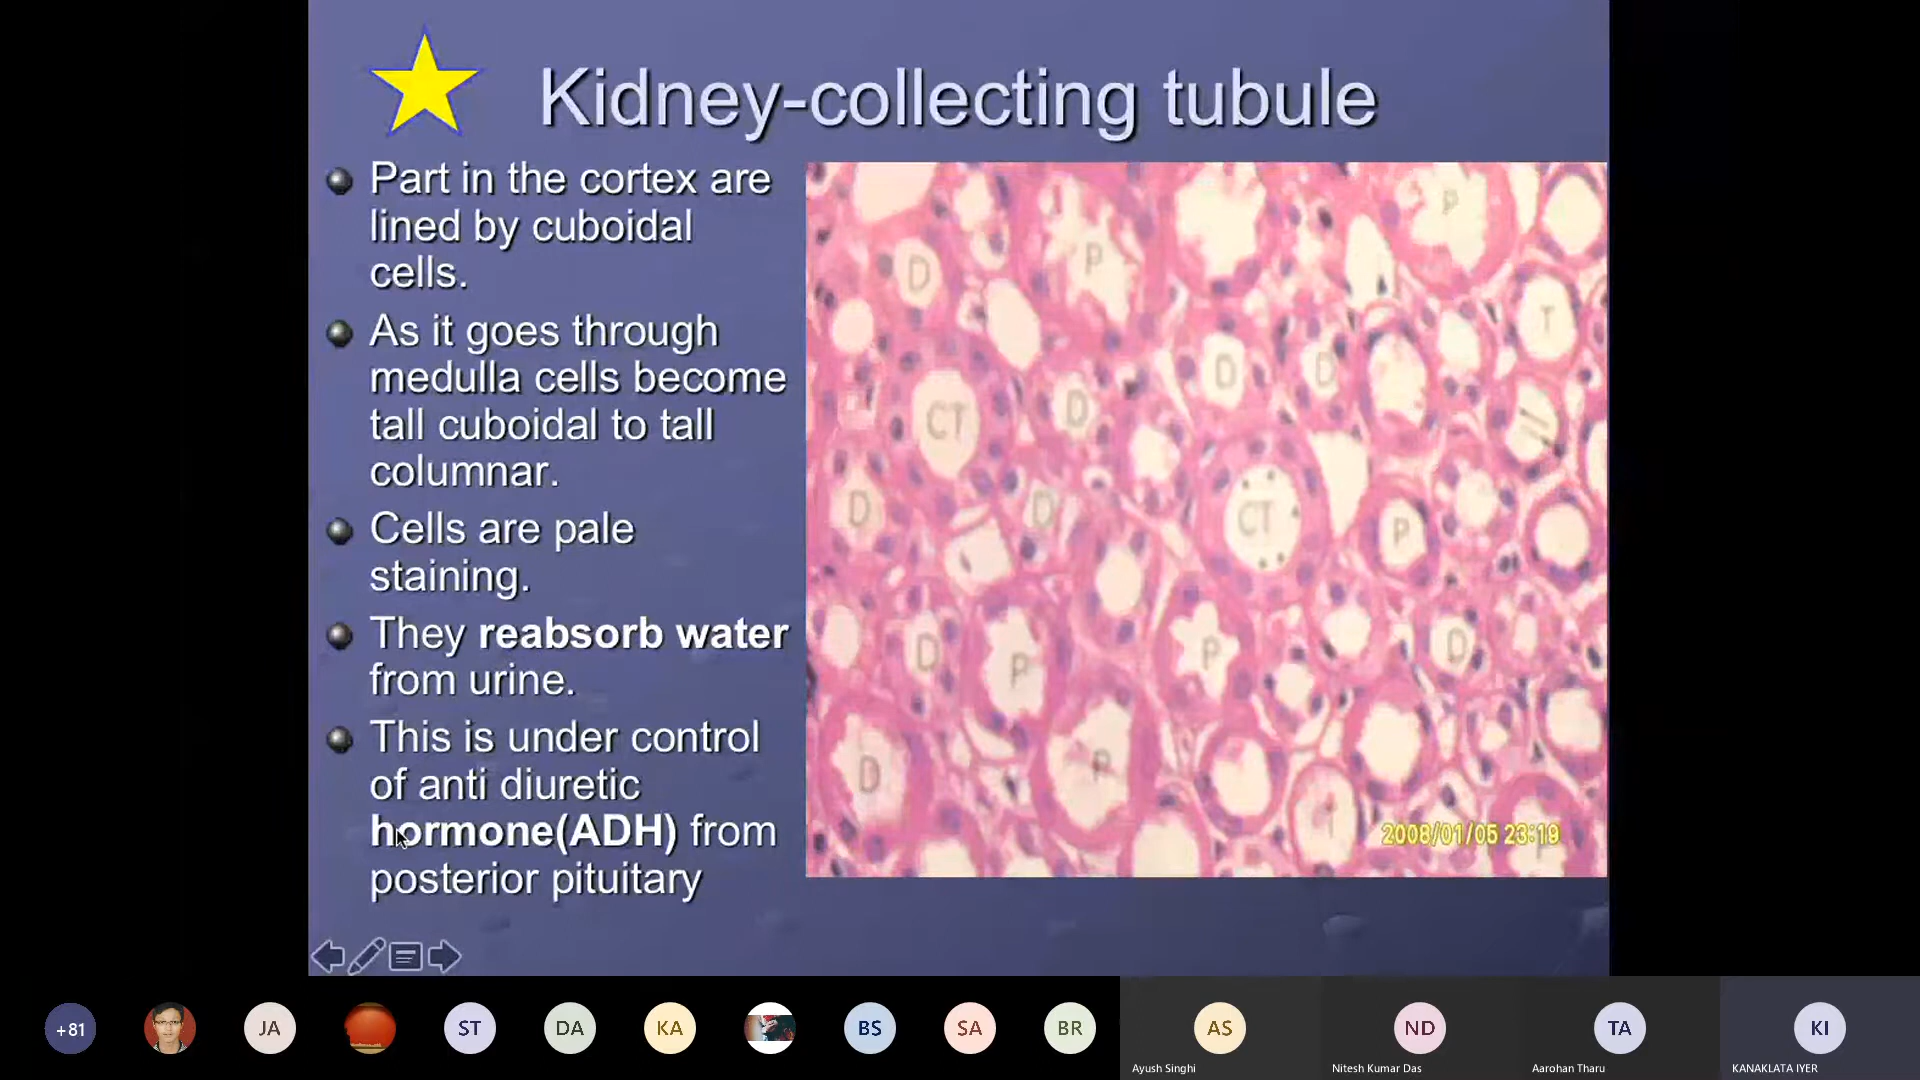 Kidney-collecting tubule
Part in the cortex are
lined by cuboidal
cells.
As it goes through
medulla cells become
tall cuboidal to tall
columnar.
Cells are pale
staining.
They reabsorb water
from urine.
This is under control
of anti diuretic
hormone(ADH) from
posterior pituitary
P
P
D
T
D
D
D
CT
D
D
CT
P
D
P
P
D
D
P
T
2008/01/05 23:19
P
+81
JA
ST
DA
KA
BS
SA
BR
AS
ND
TA
KI
Ayush Singhi
Nitesh Kumar Das
Aarohan Tharu
KANAKLATA IYER